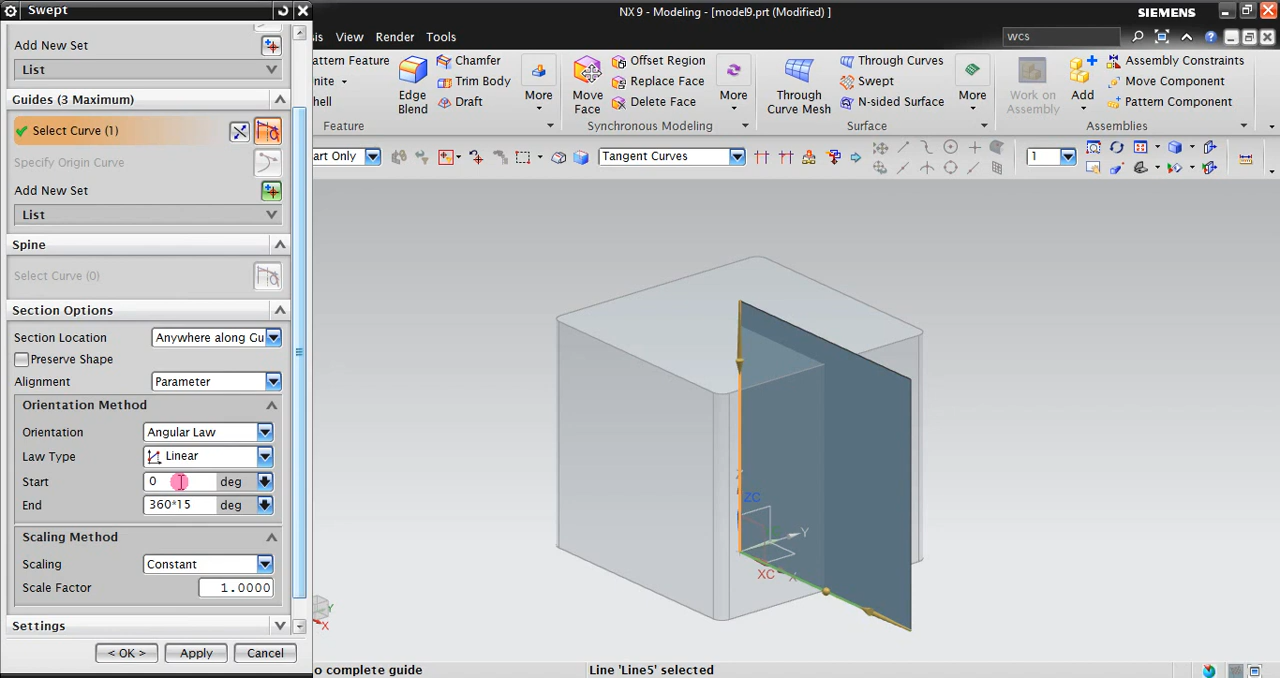 Swept
NX 9 - Modeling - [model9.prt (Modified) ]
SIEMENS
Add New Set
List
Guides (3 Maximum)
Select Curve (1)
Specify Origin Curve
Add New Set
List
Spine
Select Curve (0)
Section Options
Section Location
Anywhere along Gu
Preserve Shape
Alignment
Parameter
Orientation Method
Orientation
Angular Law
Law Type
Linear
Start
0
deg
End
360*15
deg
Scaling Method
Scaling
Constant
Scale Factor
1.0000
Settings
< OK >
Apply
Cancel
sis
View
Render
Tools
wcs
attern Feature
nite
hell
Edge Blend
Chamfer
Trim Body
Draft
More
Feature
Move Face
Offset Region
Replace Face
Delete Face
More
Synchronous Modeling
Through Curve Mesh
Through Curves
Swept
N-sided Surface
More
Surface
Work on Assembly
Add
Assembly Constraints
Move Component
Pattern Component
Assemblies
art Only
Tangent Curves
1
ZC
Y
XC
X
Y
X
o complete guide
Line 'Line5' selected